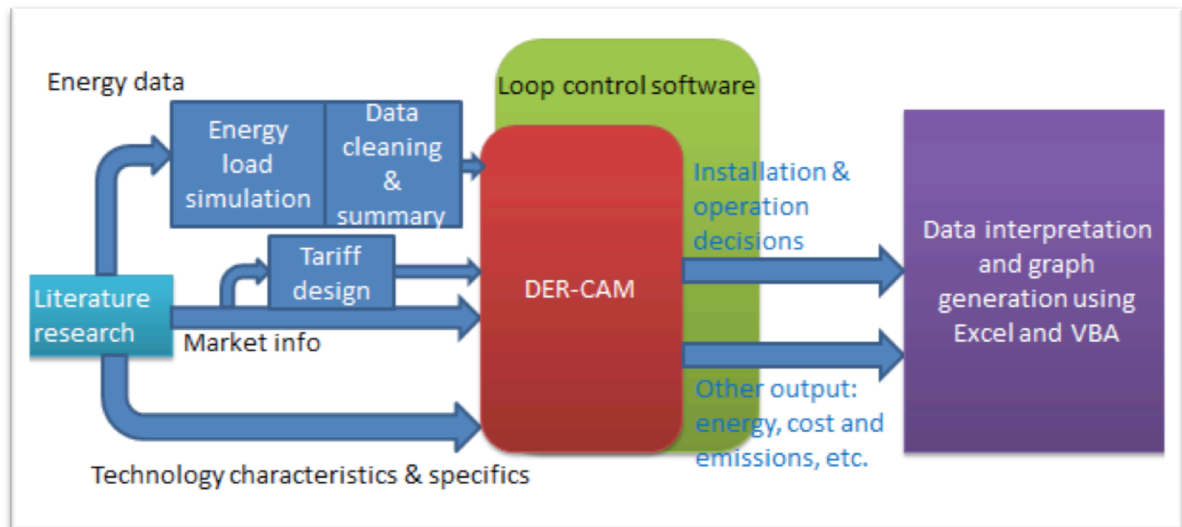 Energy data
Energy
load
simulation
Data
cleaning
&
summary
Tariff
design
Literature
research
Market info
Technology characteristics & specifics
Loop control software
DER-CAM
Installation &
operation
decisions
Other output:
energy, cost and
emissions, etc.
Data interpretation
and graph
generation using
Excel and VBA